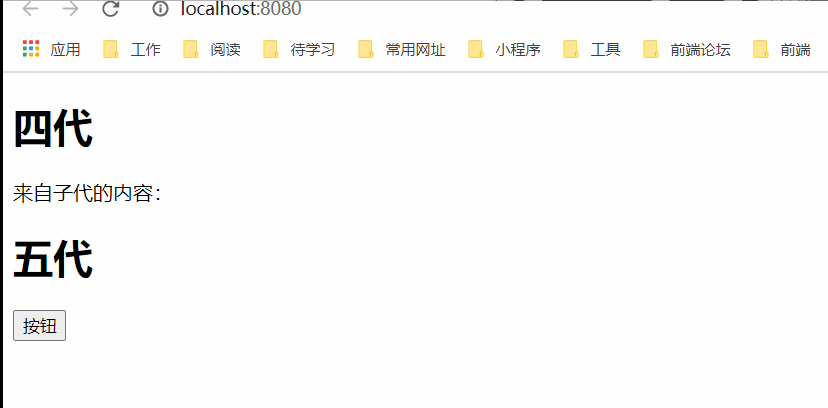 localhost:8080
应用 工作 阅读 待学习 常用网址 小程序 工具 前端论坛 前端
四代
来自子代的内容：
五代
按钮